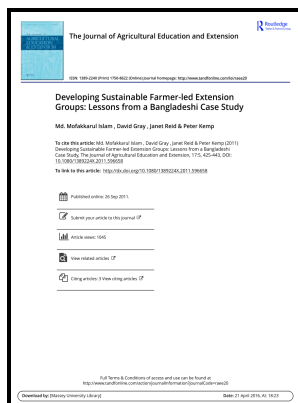 Routledge
The Journal of Agricultural Education and Extension
ISSN: 1389-224X (Print) 1750-8622 (Online) Journal homepage: http://www.tandfonline.com/loi/raee20
Developing Sustainable Farmer-led Extension
Groups: Lessons from a Bangladeshi Case Study
Md. Mofakkarul Islam , David Gray , Janet Reid & Peter Kemp
To cite this article: Md. Mofakkarul Islam , David Gray , Janet Reid & Peter Kemp (2011)
Developing Sustainable Farmer-led Extension Groups: Lessons from a Bangladeshi
Case Study, The Journal of Agricultural Education and Extension, 17:5, 425-443, DOI:
10.1080/1389224X.2011.596658
To link to this article: http://dx.doi.org/10.1080/1389224X.2011.596658
Published online: 26 Sep 2011.
Submit your article to this journal
Article views: 1045
View related articles
Citing articles: 3 View citing articles
Full Terms & Conditions of access and use can be found at
http://www.tandfonline.com/action/journalInformation?journalCode=raee20
Download by: [Massey University Library]
Date: 21 April 2016, At: 18:23